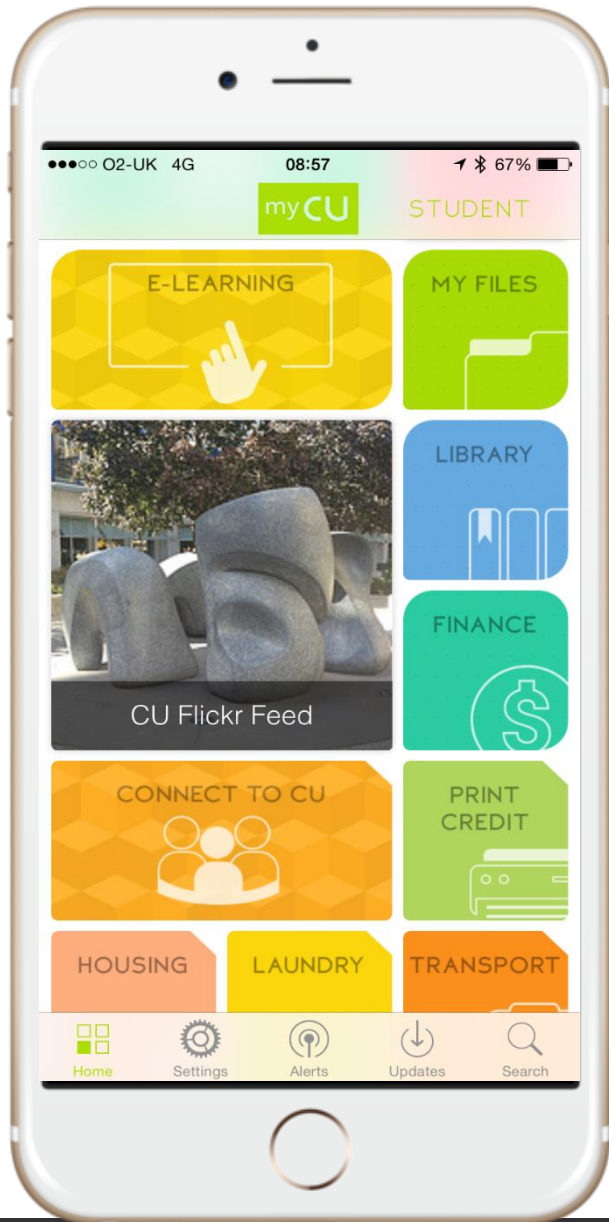 O2-UK 4G 08:57 67%
myCU STUDENT
E-LEARNING MY FILES
LIBRARY
FINANCE
CU Flickr Feed
CONNECT TO CU PRINT
CREDIT
HOUSING LAUNDRY TRANSPORT
Home Settings Alerts Updates Search